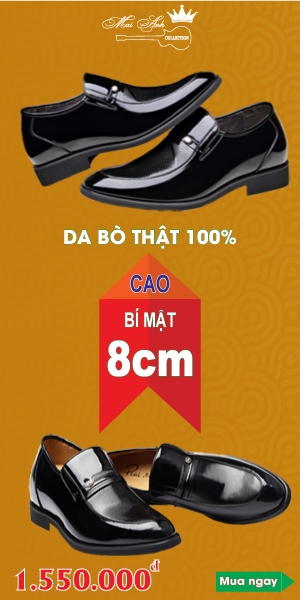 Mai Anh
COLLECTION
DA BÒ THẬT 100%
CAO
BÍ MẬT
8cm
1.550.000đ
Mua ngay